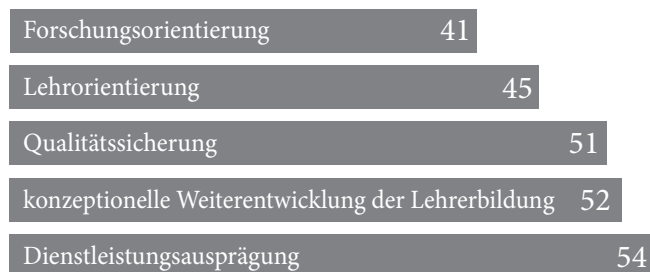 Forschungsorientierung 41
Lehrorientierung 45
Qualitätssicherung 51
konzeptionelle Weiterentwicklung der Lehrerbildung 52
Dienstleistungsausprägung 54